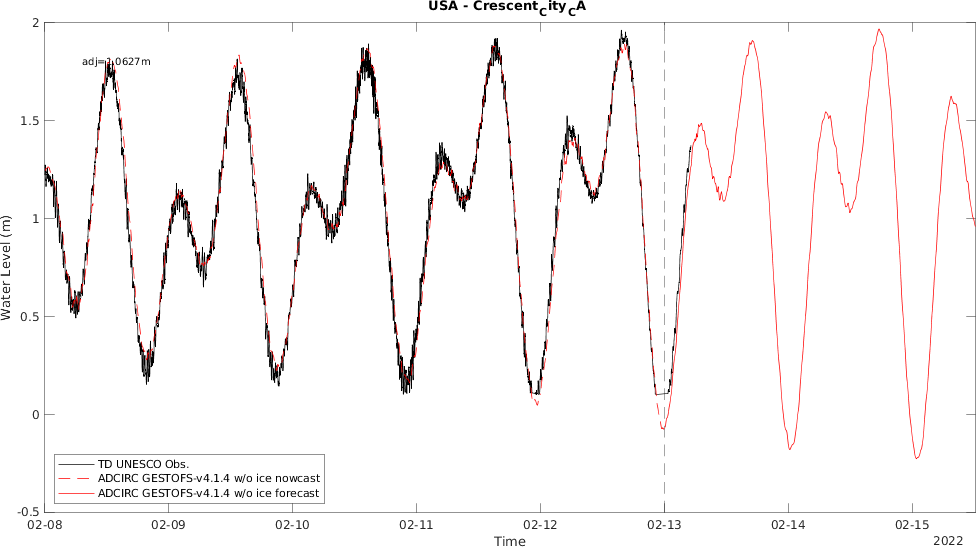 USA - CrescentCityCA
adj=1.0627m
2
1.5
1
0.5
0
-0.5
Water Level (m)
TD UNESCO Obs.
ADCIRC GESTOFS-v4.1.4 w/o ice nowcast
ADCIRC GESTOFS-v4.1.4 w/o ice forecast
02-08 02-09 02-10 02-11 02-12 02-13 02-14 02-15
Time
2022